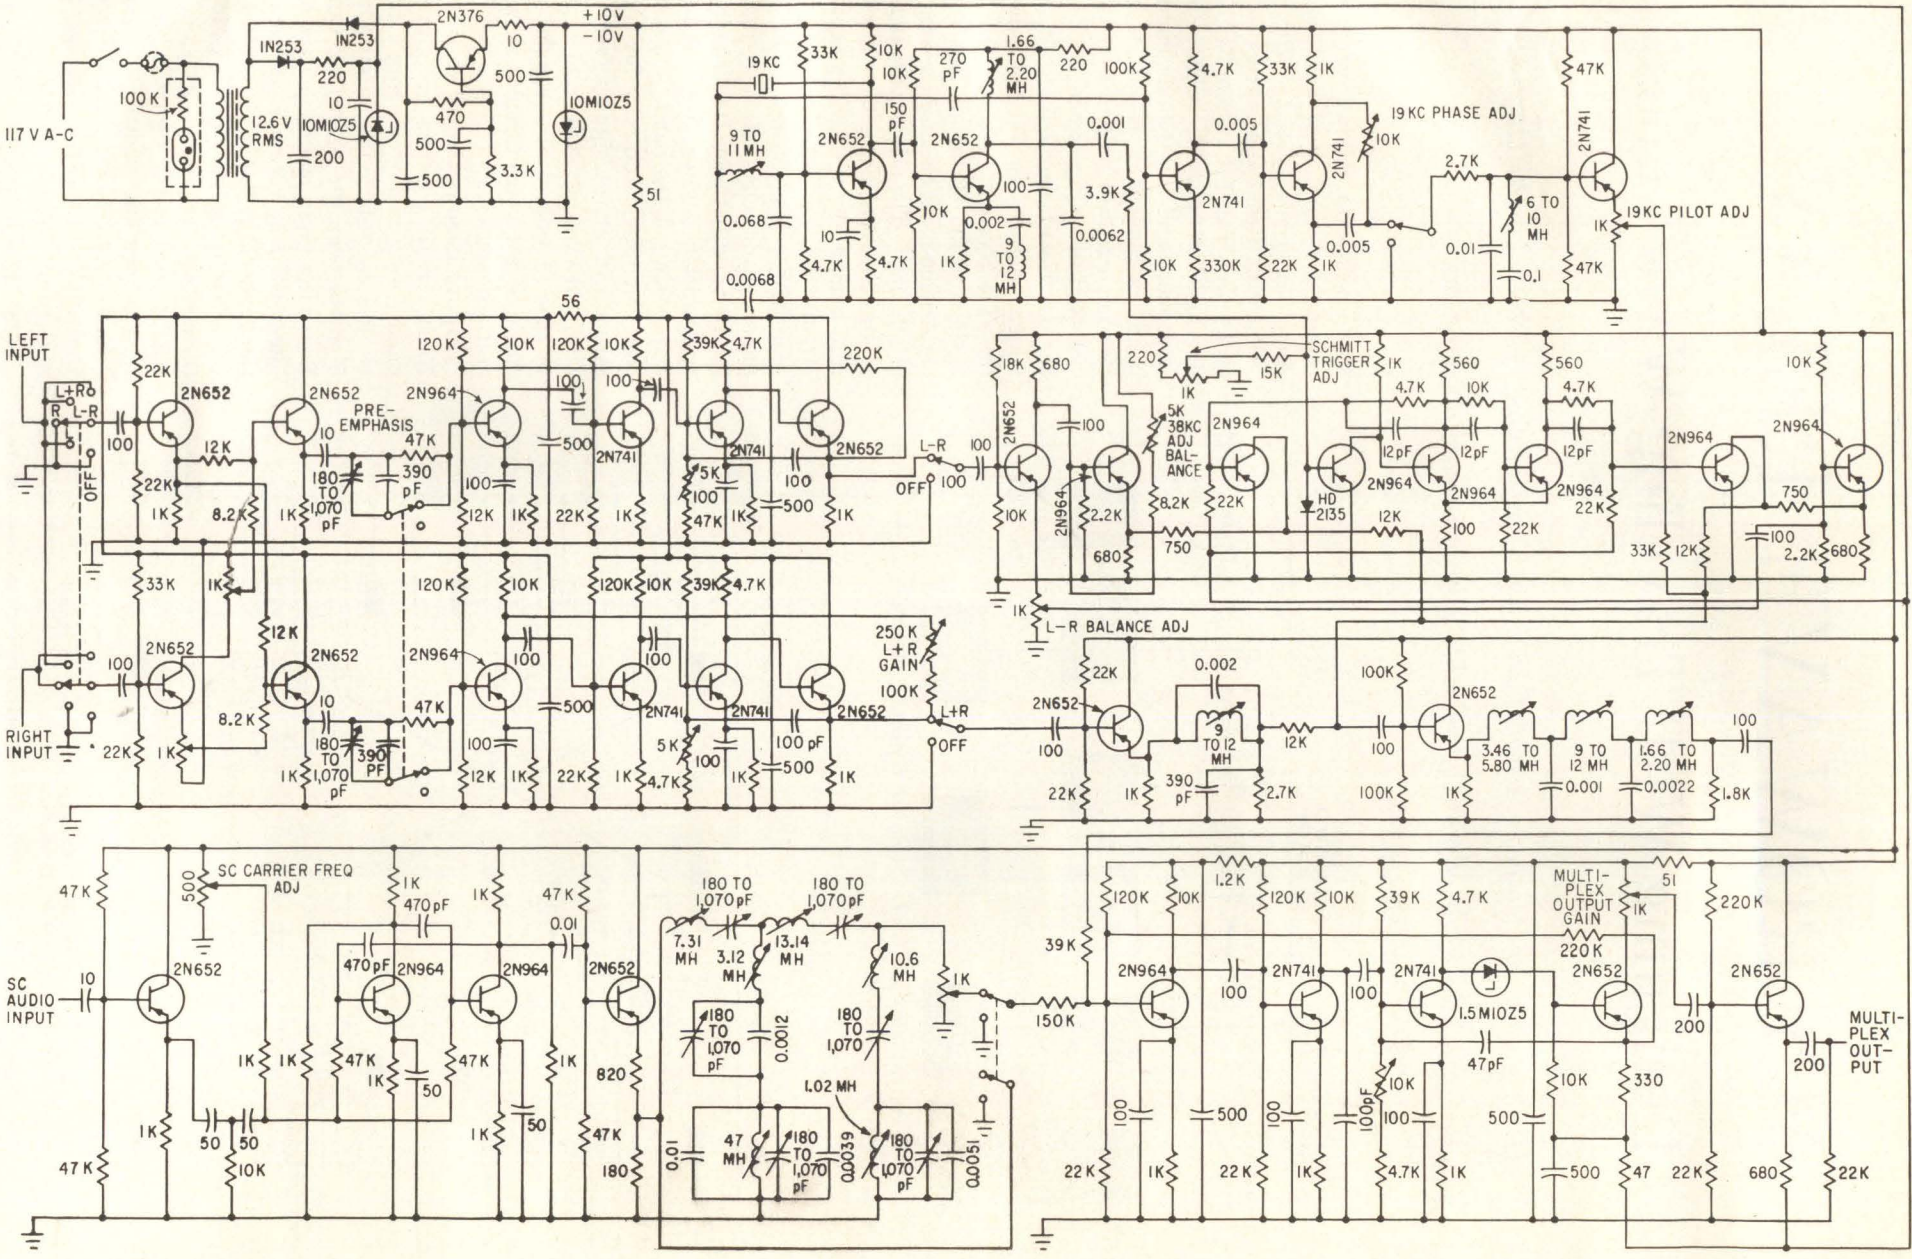 117 V A-C
100 K
12.6V
RMS
1N253
1N253
220
10
10M10Z5
200
2N376
10
500
470
500
500
3.3K
+10V
-10V
10M10Z5
51
19 KC
33K
10K
10K
270
pF
1.66
TO
2.20
MH
220
100K
4.7K
33K
1K
47K
2N741
19KC PHASE ADJ
10K
9 TO
11 MH
2N652
150
pF
2N652
0.001
0.005
2N741
2N741
2.7K
3.9K
100
0.068
10
4.7K
4.7K
10K
0.002
1K
9
TO
12
MH
0.0062
10K
330K
22K
1K
0.005
0.01
6 TO
10
MH
0.1
47K
1K
19KC PILOT ADJ
0.0068
LEFT
INPUT
L+R
R
L-R
OFF
100
22K
22K
2N652
12K
1K
8.2K
2N652
PRE-
EMPHASIS
10
180
TO
1,070
pF
390
pF
47K
1K
120K
10K
2N964
56
120K
10K
100
100
39K
4.7K
220K
500
2N741
2N741
2N652
100
12K
1K
22K
1K
5K
100
47K
1K
100
500
1K
L-R
OFF
100
18K
680
2N652
10K
100
2N964
2.2K
680
220
1K
15K
SCHMITT
TRIGGER
ADJ
5K
38KC
ADJ
BAL-
ANCE
8.2K
750
2N964
22K
HD
2135
12K
1K
4.7K
12pF
2N964
560
10K
12pF
2N964
100
22K
560
4.7K
12pF
2N964
22K
2N964
33K
12K
750
100
10K
2N964
2.2K
680
1K
L-R BALANCE ADJ
RIGHT
INPUT
100
33K
22K
2N652
1K
1K
12K
8.2K
2N652
10
180
TO
1,070
pF
390
PF
47K
1K
120K
10K
2N964
100
500
120K
10K
100
39K
4.7K
2N741
2N741
2N652
100
12K
1K
22K
1K
5K
4.7K
100
1K
100 pF
500
1K
250K
L+R
GAIN
100K
L+R
OFF
100
22K
22K
2N652
1K
0.002
9
TO 12
MH
390
pF
2.7K
12K
100
100K
100K
2N652
1K
3.46 TO
5.80 MH
9 TO
12 MH
1.66 TO
2.20 MH
100
0.001
0.0022
1.8K
SC
AUDIO
INPUT
10
47K
47K
2N652
1K
500
SC CARRIER FREQ
ADJ
50
50
10K
1K
1K
1K
470pF
470pF
2N964
47K
1K
50
47K
1K
2N964
1K
50
1K
47K
0.01
2N652
47K
820
180
180 TO
1,070pF
180 TO
1,070pF
7.31
MH
3.12
MH
13.14
MH
10.6
MH
180
TO
1,070
pF
0.0012
180
TO
1,070
1.02 MH
0.01
47
MH
180
TO
1,070
pF
0.0039
180
TO
1,070
pF
0.0051
1K
150K
39K
120K
10K
1.2K
120K
10K
39K
4.7K
2N964
100
2N741
100
2N741
1.5M10Z5
MULTI-
PLEX
OUTPUT
GAIN
1K
220K
51
220K
2N652
2N652
200
200
MULTI-
PLEX
OUT-
PUT
47pF
22K
100
1K
500
22K
100
1K
100pF
10K
4.7K
100
1K
500
10K
500
330
47
22K
680
22K